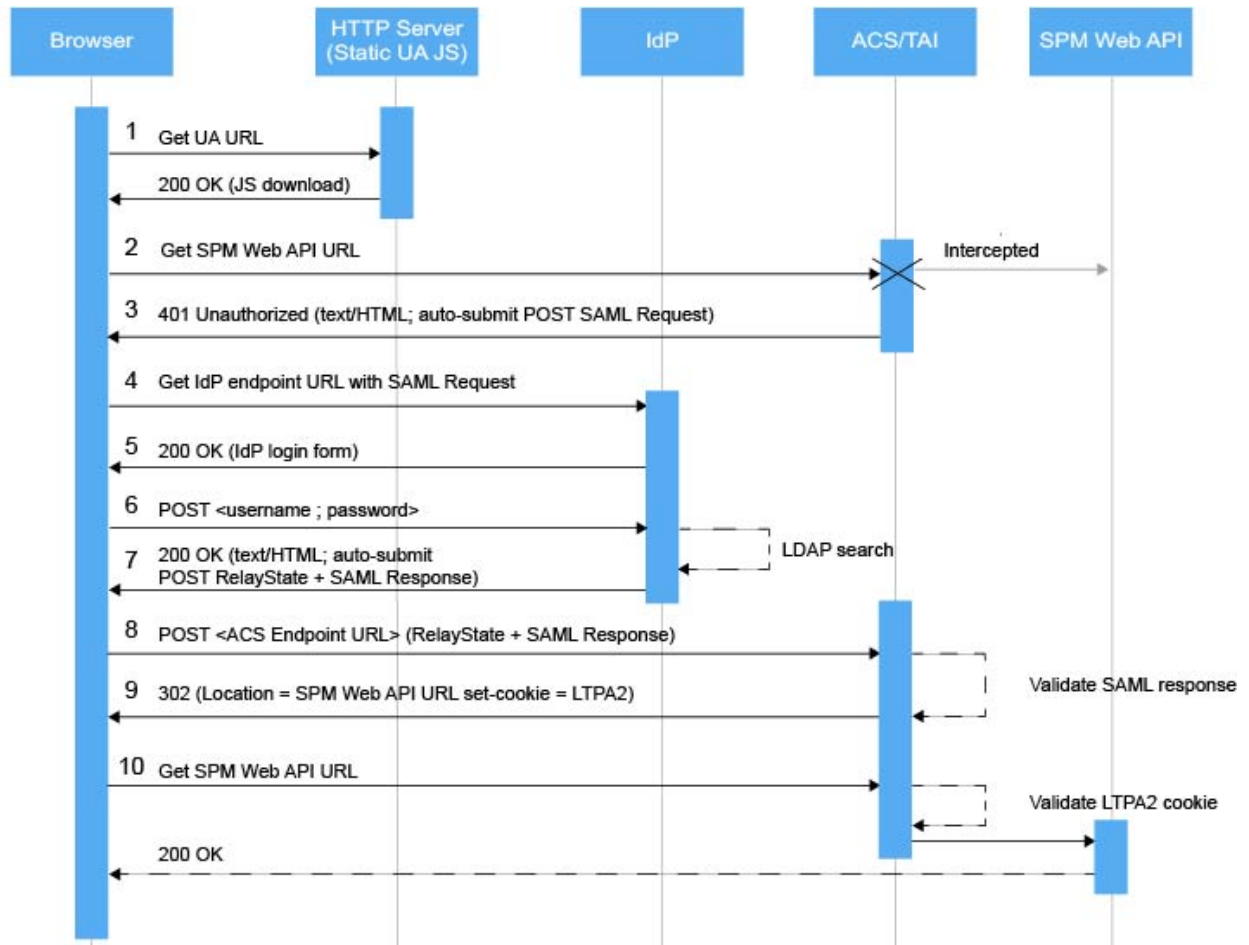 Browser
HTTP Server
(Static UA JS)
IdP
ACS/TAI
SPM Web API
1 Get UA URL
200 OK (JS download)
2 Get SPM Web API URL
Intercepted
3 401 Unauthorized (text/HTML; auto-submit POST SAML Request)
4 Get IdP endpoint URL with SAML Request
5 200 OK (IdP login form)
6 POST <username ; password>
LDAP search
7 200 OK (text/HTML; auto-submit
POST RelayState + SAML Response)
8 POST <ACS Endpoint URL> (RelayState + SAML Response)
Validate SAML response
9 302 (Location = SPM Web API URL set-cookie = LTPA2)
10 Get SPM Web API URL
Validate LTPA2 cookie
200 OK